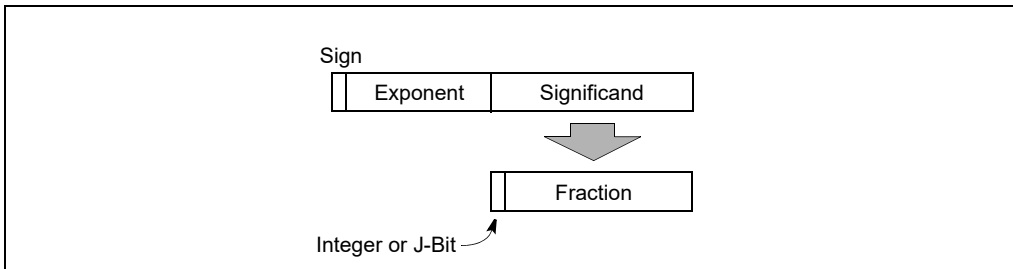 Sign
Exponent Significand
Fraction
Integer or J-Bit